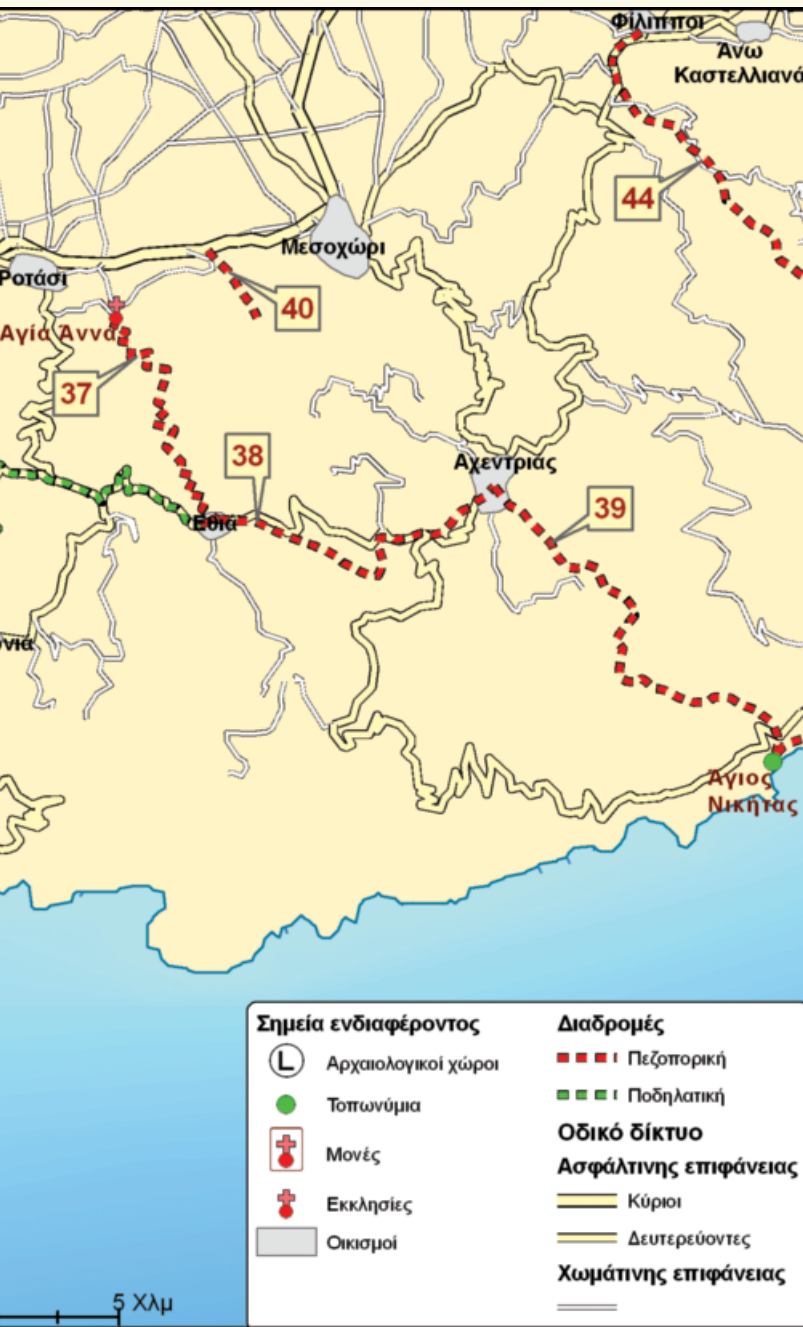 Φίλιπποι
Άνω
Καστελλιανά
44
Μεσοχώρι
Ροτάσι
40
Αγία Άννα
37
38
Αχεντριάς
39
Εθιά
Άγιος
Νικήτας
Σημεία ενδιαφέροντος
L Αρχαιολογικοί χώροι
Τοπωνύμια
Μονές
Εκκλησίες
Οικισμοί
Διαδρομές
Πεζοπορική
Ποδηλατική
Οδικό δίκτυο
Ασφάλτινης επιφάνειας
Κύριοι
Δευτερεύοντες
Χωμάτινης επιφάνειας
5 Χλμ